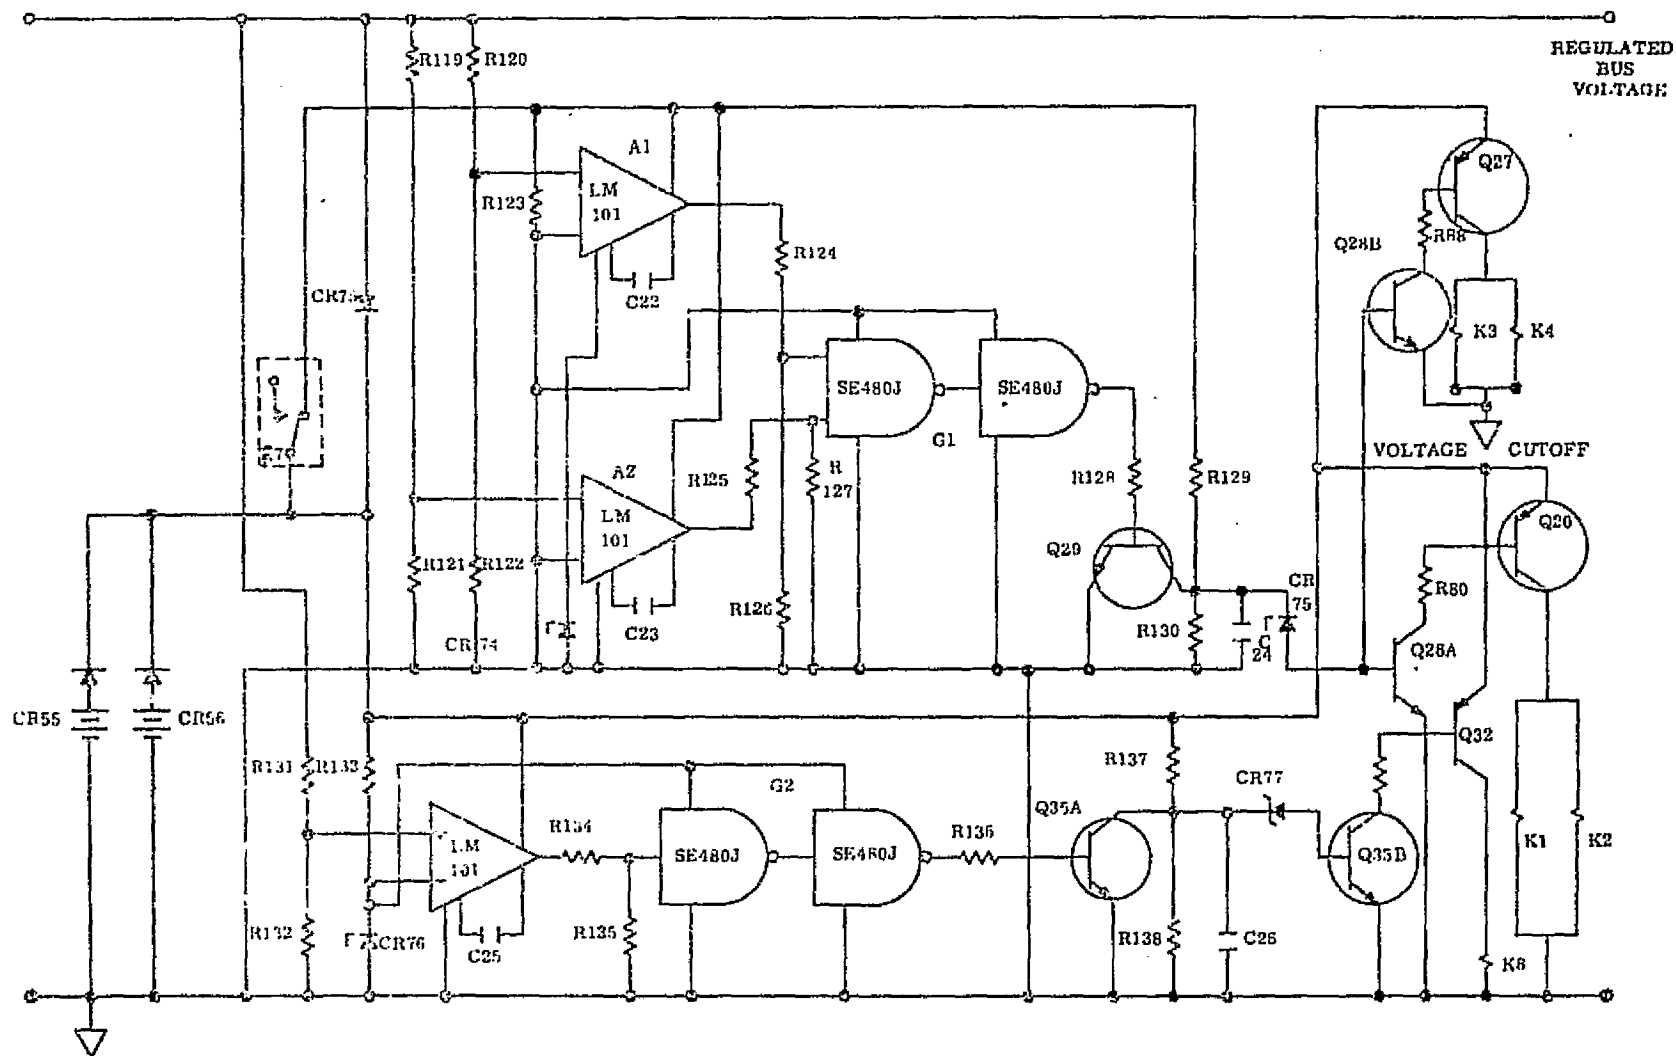 R119
R120
REGULATED
BUS
VOLTAGE
A1
LM
101
R123
Q27
Q28B
R88
R124
C22
K3
K4
SE480J
SE480J
G1
VOLTAGE CUTOFF
A2
R125
R
127
R128
R129
LM
101
Q20
Q29
R121
R122
R80
CR
75
R126
C23
R130
C
24
CR74
Q28A
CR55
CR56
Q32
R131
R133
R137
CR77
G2
Q35A
LM
101
R134
SE480J
SE480J
R136
Q35B
K1
K2
R132
CR76
C25
R135
R138
C26